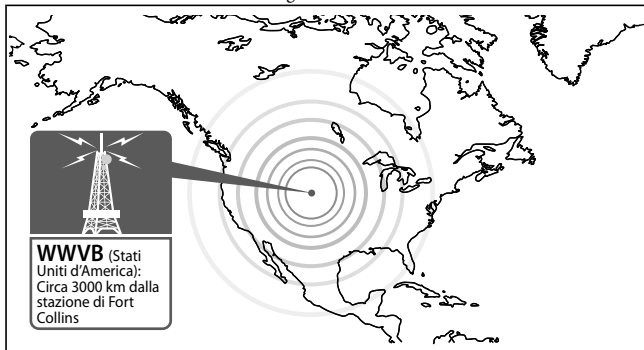 WWVB (Stati
Uniti d'America):
Circa 3000 km dalla
stazione di Fort
Collins